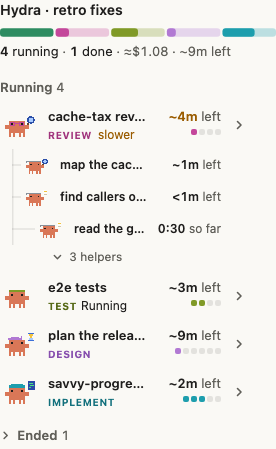 Hydra · retro fixes
4 running · 1 done · ≈$1.08 · ~9m left
Running 4
cache-tax rev... ~4m left
REVIEW slower
map the cac... ~1m left
find callers o... <1m left
read the g... 0:30 so far
3 helpers
e2e tests ~3m left
TEST Running
plan the relea... ~9m left
DESIGN
savvy-progre... ~2m left
IMPLEMENT
Ended 1